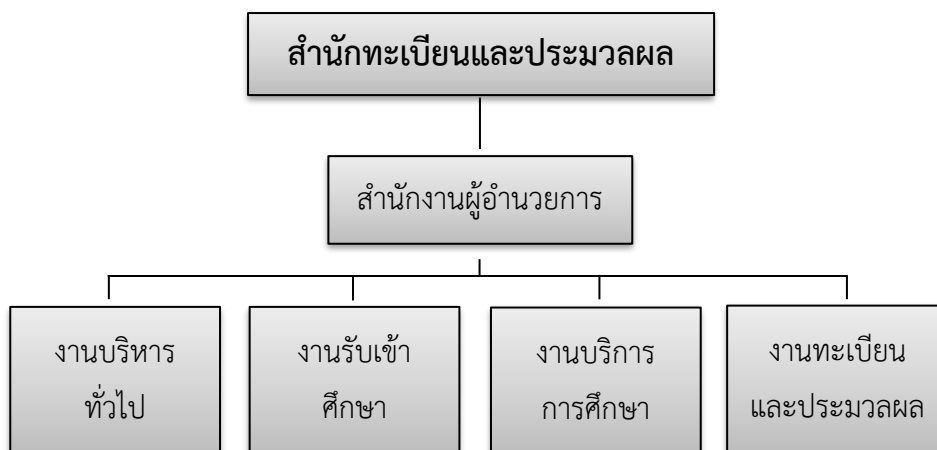 สำนักทะเบียนและประมวลผล
สำนักงานผู้อำนวยการ
งานบริหาร
ทั่วไป
งานรับเข้า
ศึกษา
งานบริการ
การศึกษา
งานทะเบียน
และประมวลผล